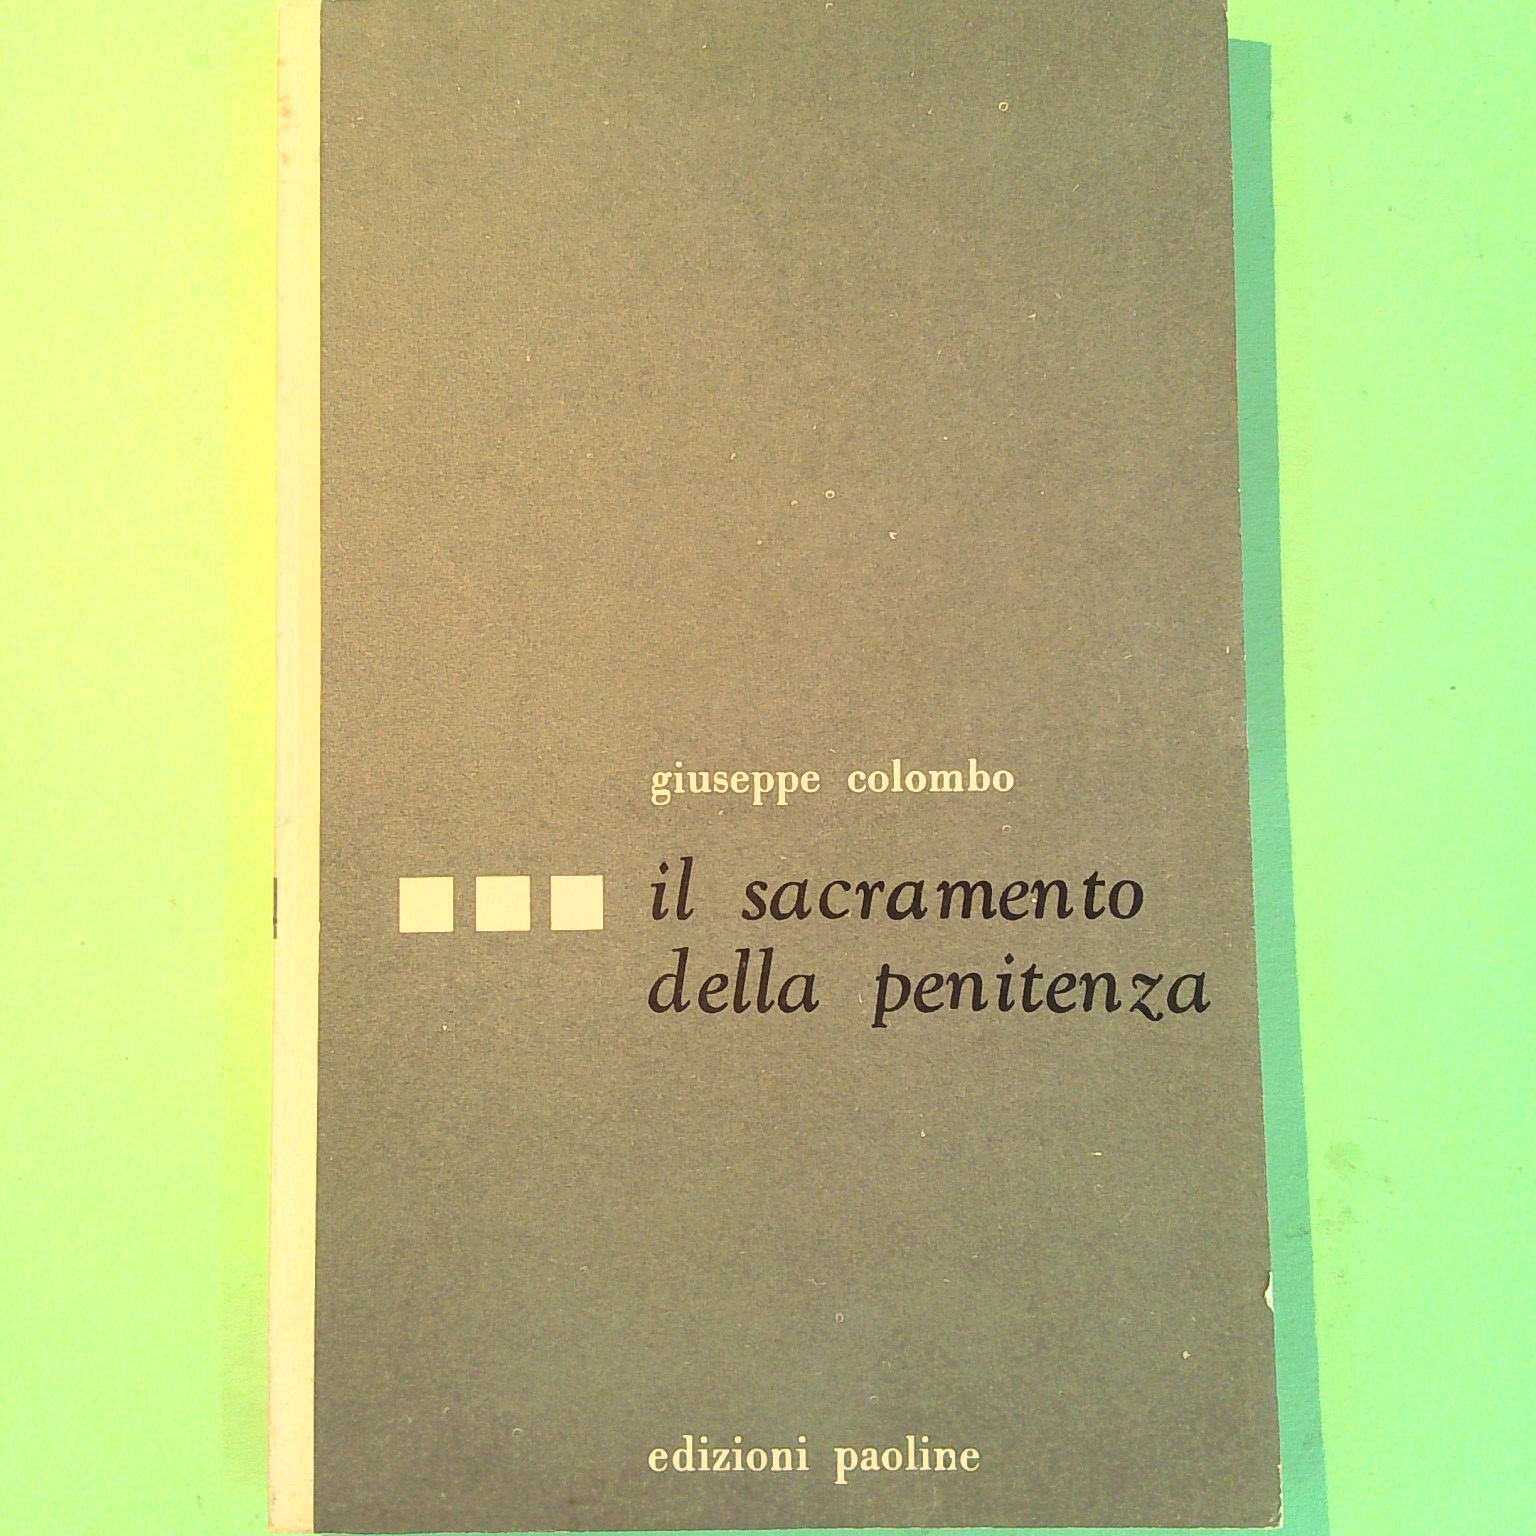 giuseppe colombo
il sacramento
della penitenza
edizioni paoline